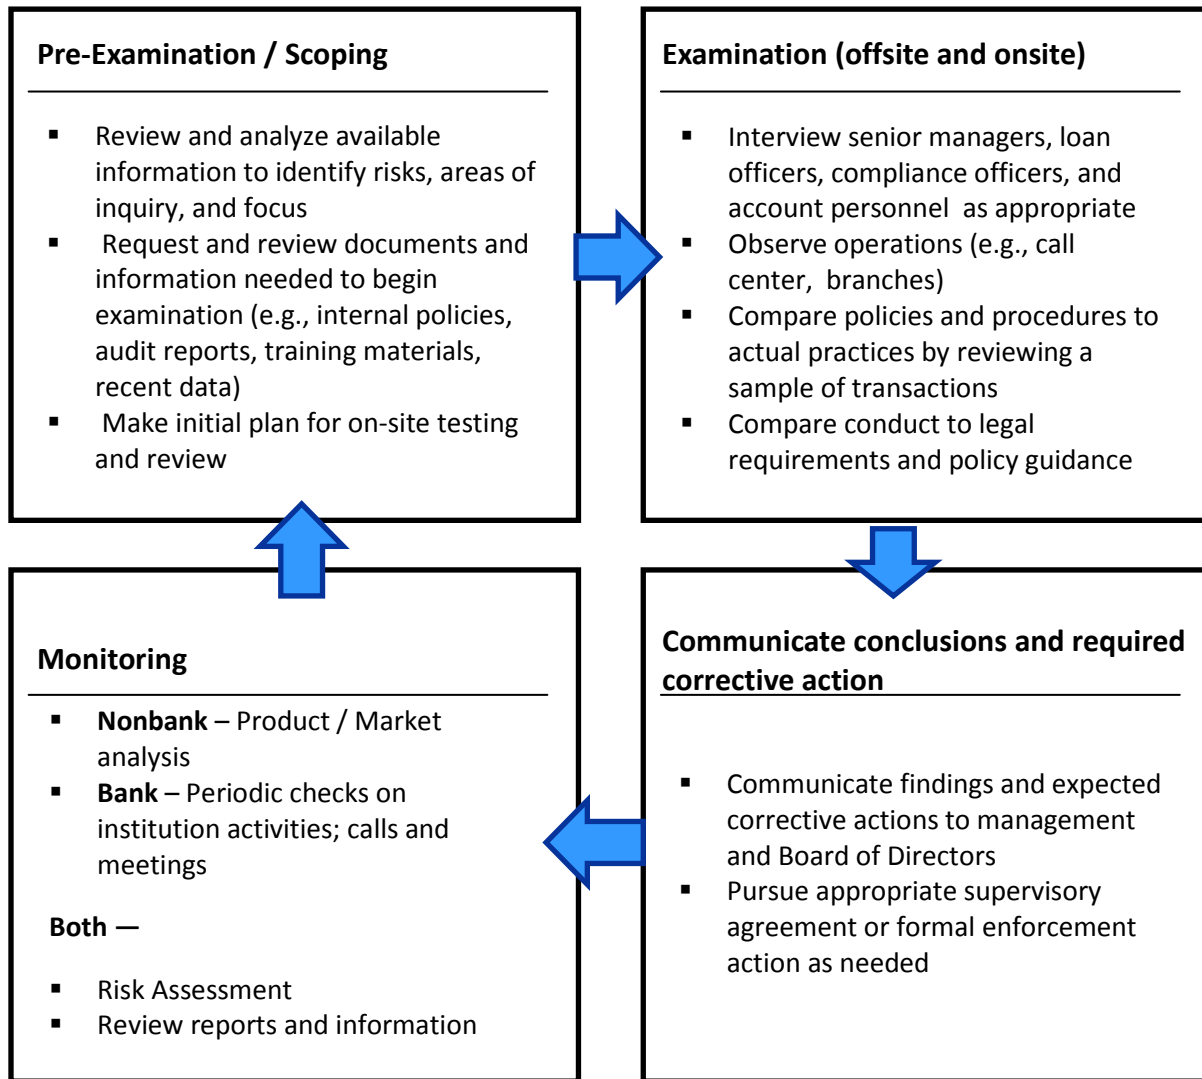 Pre-Examination / Scoping
▪ Review and analyze available
information to identify risks, areas of
inquiry, and focus
▪ Request and review documents and
information needed to begin
examination (e.g., internal policies,
audit reports, training materials,
recent data)
▪ Make initial plan for on-site testing
and review
Examination (offsite and onsite)
▪ Interview senior managers, loan
officers, compliance officers, and
account personnel as appropriate
▪ Observe operations (e.g., call
center, branches)
▪ Compare policies and procedures to
actual practices by reviewing a
sample of transactions
▪ Compare conduct to legal
requirements and policy guidance
Communicate conclusions and required
corrective action
▪ Communicate findings and expected
corrective actions to management
and Board of Directors
▪ Pursue appropriate supervisory
agreement or formal enforcement
action as needed
Monitoring
▪ Nonbank – Product / Market
analysis
▪ Bank – Periodic checks on
institution activities; calls and
meetings
Both —
▪ Risk Assessment
▪ Review reports and information